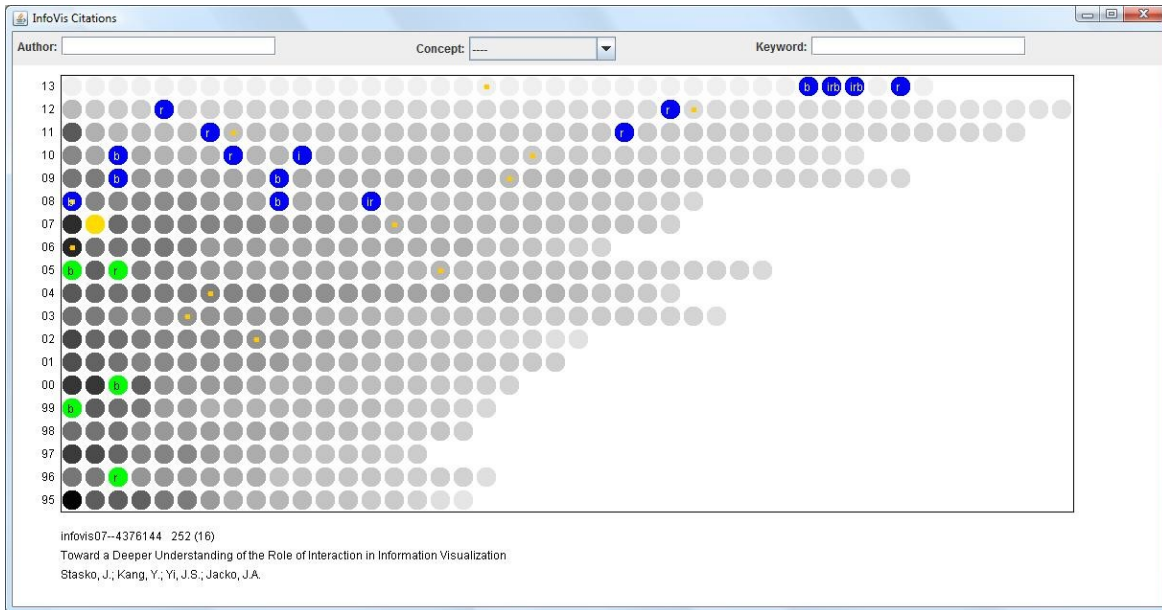 InfoVis Citations
Author: Concept: ---- Keyword:
13 b irb irb r
12 r r
11 r r
10 b r i
09 b b
08 b b ir
07
06
05 b r
04
03
02
01
00 b
99 b
98
97
96 r
95
infovis07--4376144 252 (16)
Toward a Deeper Understanding of the Role of Interaction in Information Visualization
Stasko, J.; Kang, Y.; Yi, J.S.; Jacko, J.A.